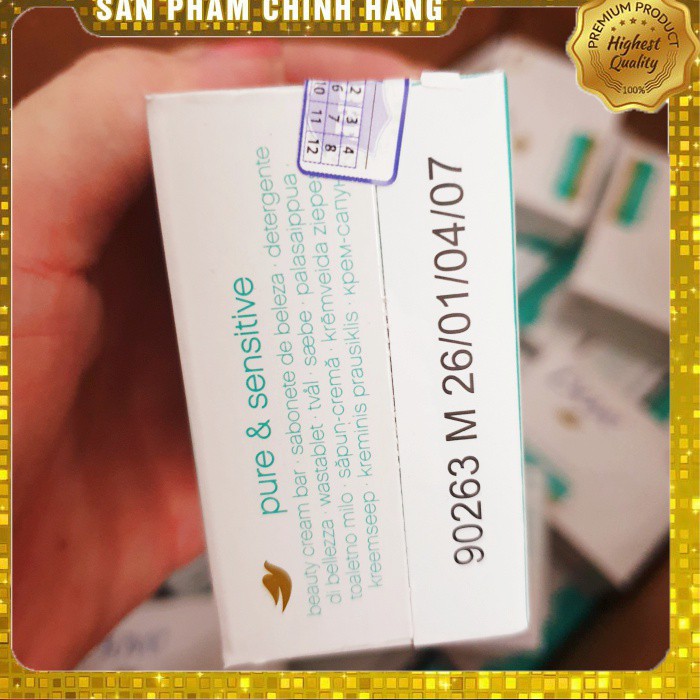 SẢN PHẨM CHÍNH HÃNG
PREMIUM PRODUCT
Highest
Quality
100%
2 3 4
6 7 8
10 11 12
pure & sensitive
beauty cream bar · sabonete de beleza · detergente
di bellezza · wastablet · tvål · sæbe · palasaippua
toaletno milo · săpun-cremă · krēmveida ziepes
kreemseep · kreminis prausiklis · крем-сапун
90263 M 26/01/04/07